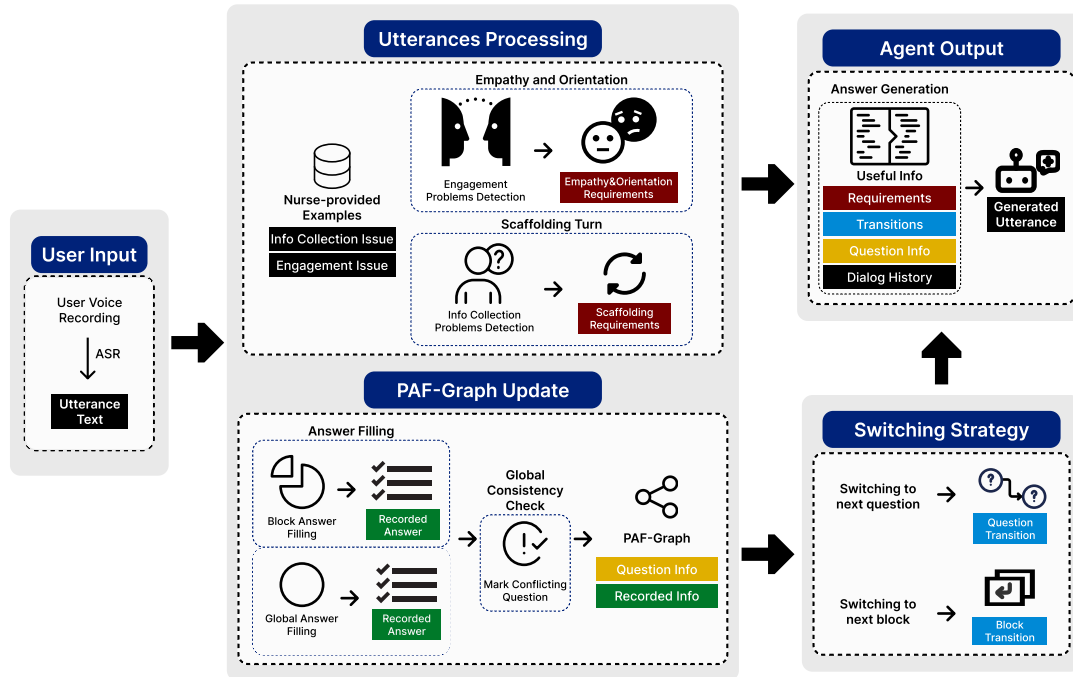 User Input
User Voice
Recording
ASR
Utterance
Text
Utterances Processing
Nurse-provided
Examples
Info Collection Issue
Engagement Issue
Empathy and Orientation
Engagement
Problems Detection
Empathy&Orientation
Requirements
Scaffolding Turn
?
Info Collection
Problems Detection
Scaffolding
Requirements
PAF-Graph Update
Answer Filling
Block Answer
Filling
Recorded
Answer
Global Answer
Filling
Recorded
Answer
Global
Consistency
Check
!
Mark Conflicting
Question
PAF-Graph
Question Info
Recorded Info
Agent Output
Answer Generation
Useful Info
Requirements
Transitions
Question Info
Dialog History
Generated
Utterance
Switching Strategy
Switching to
next question
?
?
Question
Transition
Switching to
next block
Block
Transition